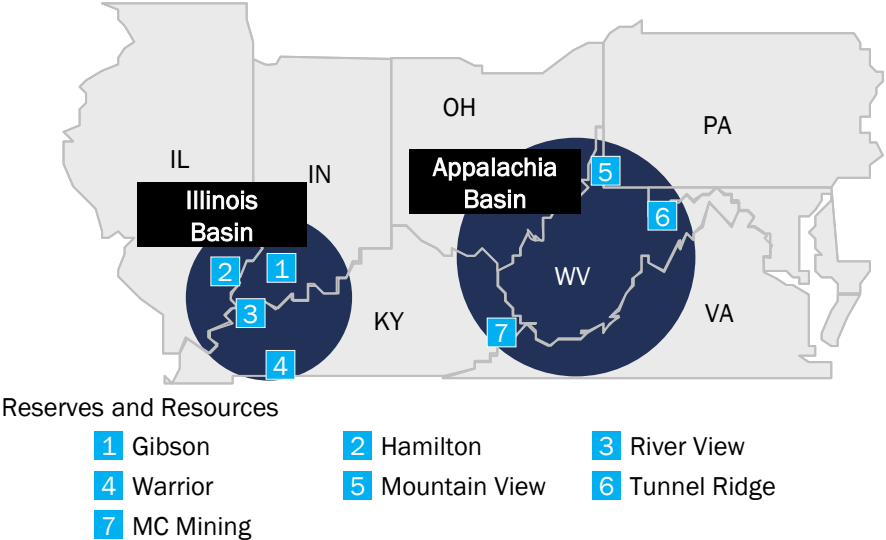 OH
PA
IL
IN
Appalachia
Basin
5
Illinois
Basin
6
1
2
WV
3
KY
VA
7
4
Reserves and Resources
1 Gibson
2 Hamilton
3 River View
4 Warrior
5 Mountain View
6 Tunnel Ridge
7 MC Mining